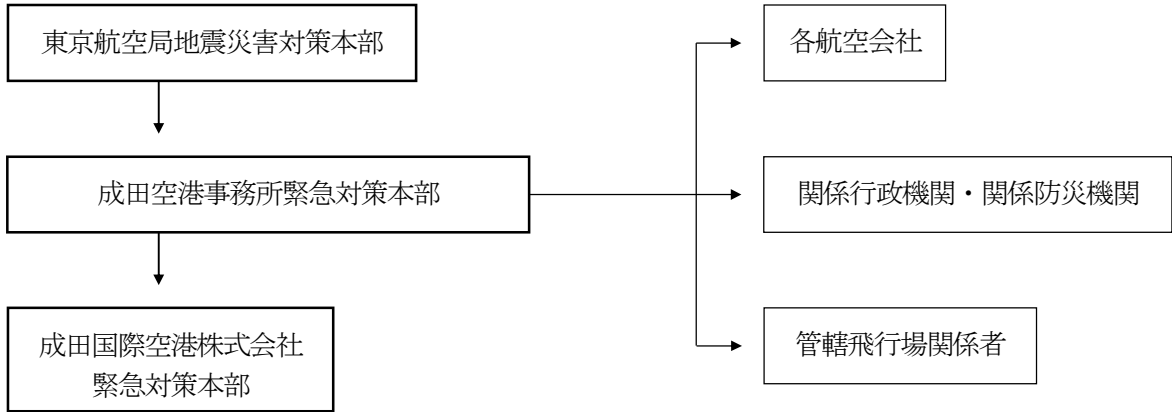 東京航空局地震災害対策本部
各航空会社
成田空港事務所緊急対策本部
関係行政機関・関係防災機関
成田国際空港株式会社
緊急対策本部
管轄飛行場関係者